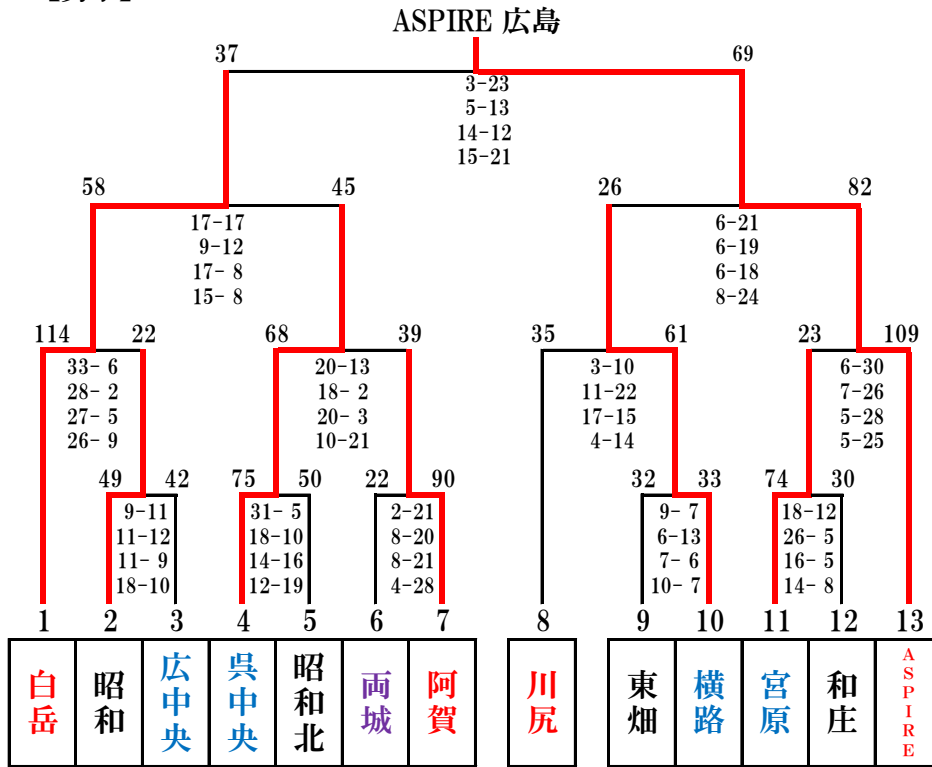 ASPIRE 広島
37 69
3-23
5-13
14-12
15-21
58 45 26 82
17-17 6-21
9-12 6-19
17- 8 6-18
15- 8 8-24
114 22 68 39 35 61 23 109
33- 6 20-13 3-10 6-30
28- 2 18- 2 11-22 7-26
27- 5 20- 3 17-15 5-28
26- 9 10-21 4-14 5-25
49 42 75 50 22 90 32 33 74 30
9-11 31- 5 2-21 9- 7 18-12
11-12 18-10 8-20 6-13 26- 5
11- 9 14-16 8-21 7- 6 16- 5
18-10 12-19 4-28 10- 7 14- 8
1 2 3 4 5 6 7 8 9 10 11 12 13
白岳
昭和
広中央
呉中央
昭和北
両城
阿賀
川尻
東畑
横路
宮原
和庄
ASPIRE